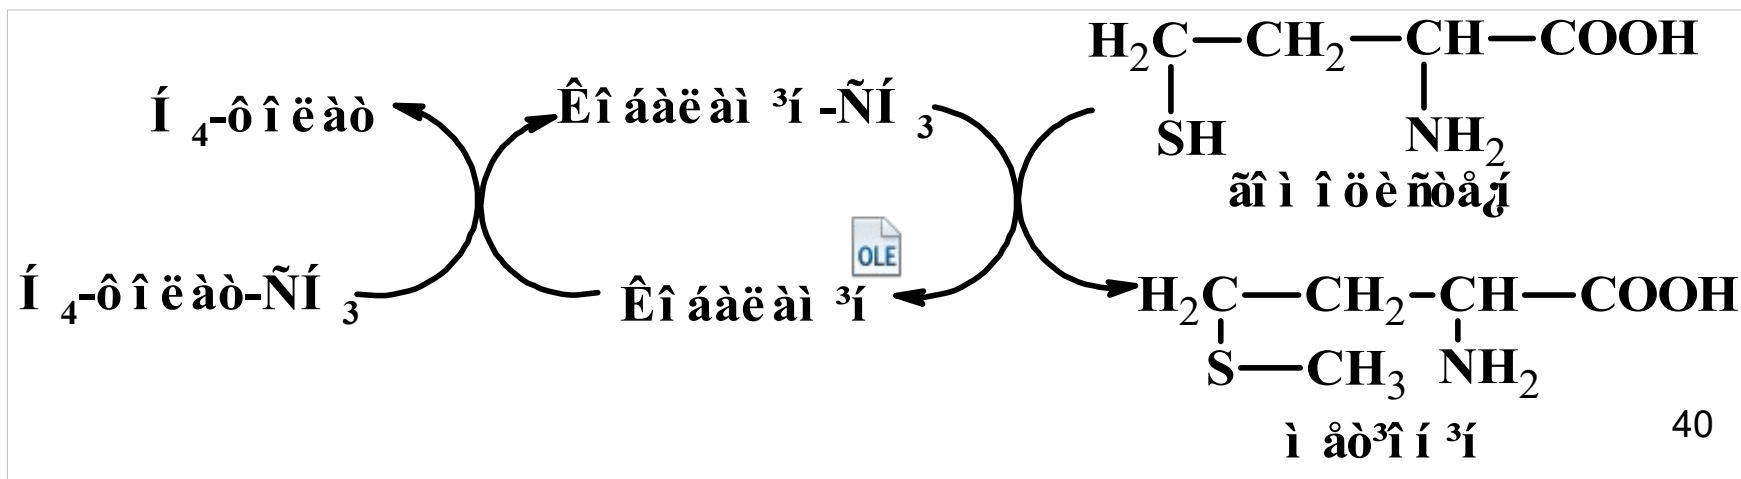 H₂C—CH₂—CH—COOH
Í ₄-ôîëàò
Êîáàëàì³í-ÑÍ ₃
SH
NH₂
ãîìîöèñòå¿í
OLE
Í ₄-ôîëàò-ÑÍ ₃
Êîáàëàì³í
H₂C—CH₂-CH—COOH
S—CH₃
NH₂
ìåò³îí³í
40